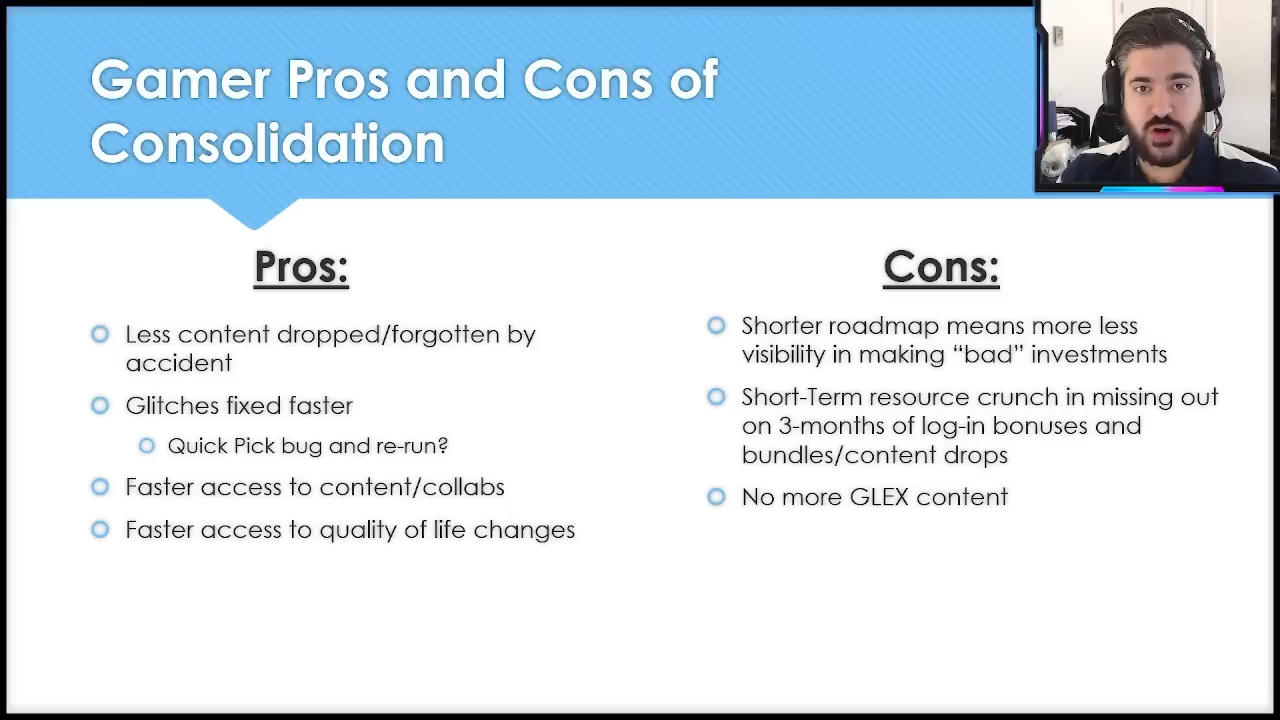 Gamer Pros and Cons of
Consolidation
Pros:
Less content dropped/forgotten by
accident
Glitches fixed faster
Quick Pick bug and re-run?
Faster access to content/collabs
Faster access to quality of life changes
Cons:
Shorter roadmap means more less
visibility in making “bad” investments
Short-Term resource crunch in missing out
on 3-months of log-in bonuses and
bundles/content drops
No more GLEX content